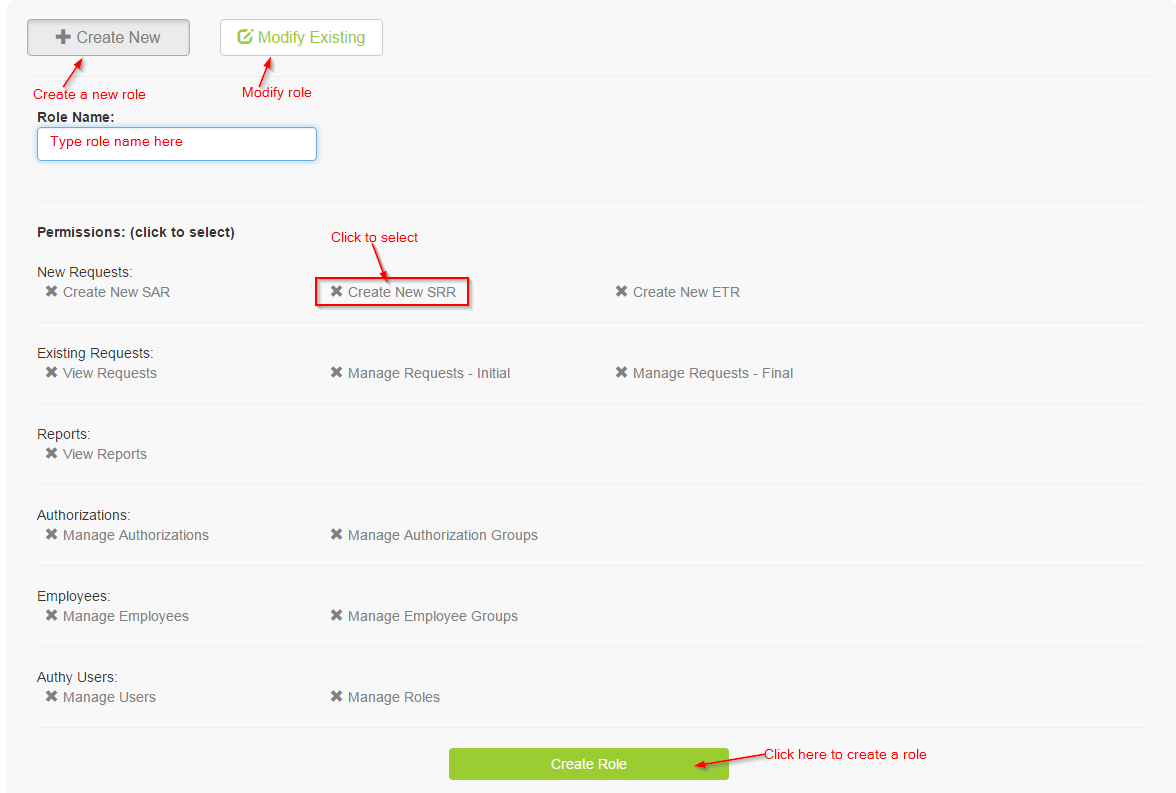 Create New
Modify Existing
Create a new role
Modify role
Role Name:
Type role name here
Permissions: (click to select)
Click to select
New Requests:
Create New SAR
Create New SRR
Create New ETR
Existing Requests:
View Requests
Manage Requests - Initial
Manage Requests - Final
Reports:
View Reports
Authorizations:
Manage Authorizations
Manage Authorization Groups
Employees:
Manage Employees
Manage Employee Groups
Authy Users:
Manage Users
Manage Roles
Create Role
Click here to create a role